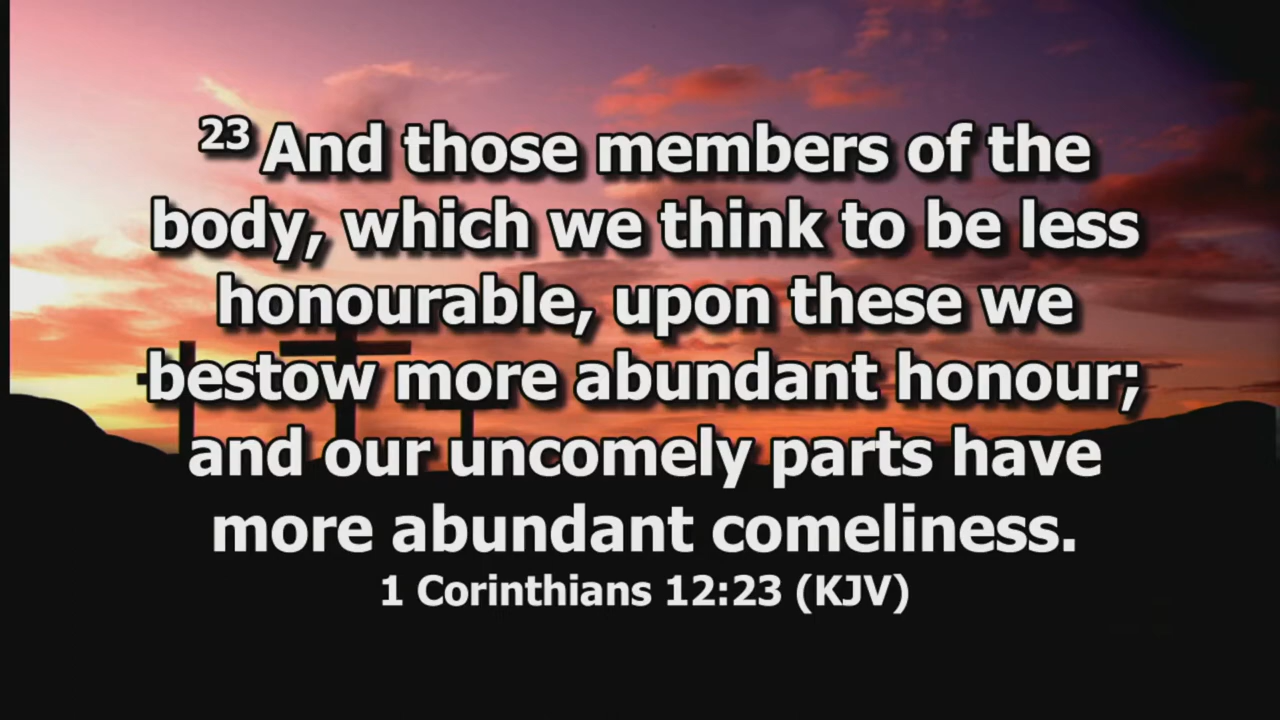 23 And those members of the
body, which we think to be less
honourable, upon these we
bestow more abundant honour;
and our uncomely parts have
more abundant comeliness.
1 Corinthians 12:23 (KJV)